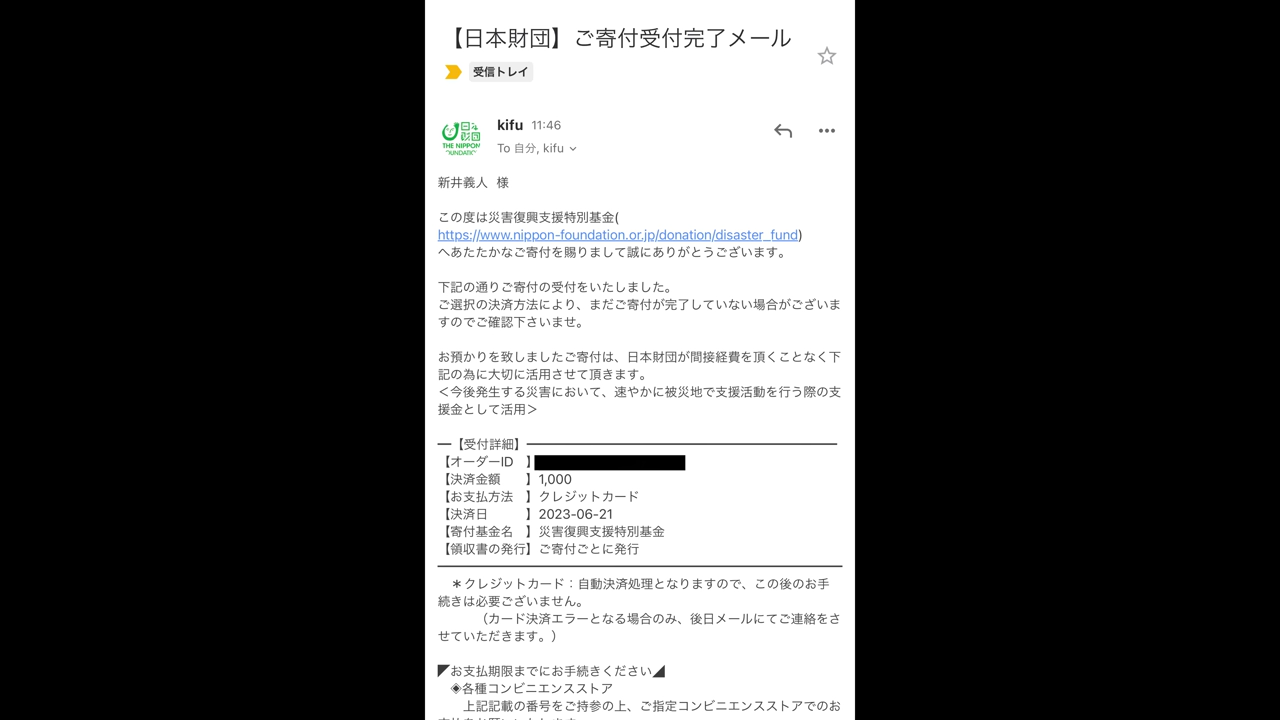 【日本財団】ご寄付受付完了メール
受信トレイ
kifu 11:46
To 自分, kifu
THE NIPPON
新井義人 様
この度は災害復興支援特別基金(
https://www.nippon-foundation.or.jp/donation/disaster_fund)
へあたたかなご寄付を賜りまして誠にありがとうございます。
下記の通りご寄付の受付をいたしました。
ご選択の決済方法により、まだご寄付が完了していない場合がございま
すのでご確認下さいませ。
お預かりを致しましたご寄付は、日本財団が間接経費を頂くことなく下
記の為に大切に活用させて頂きます。
＜今後発生する災害において、速やかに被災地で支援活動を行う際の支
援金として活用＞
【受付詳細】
【オーダーID 】
【決済金額 】1,000
【お支払方法 】クレジットカード
【決済日 】2023-06-21
【寄付基金名 】災害復興支援特別基金
【領収書の発行】ご寄付ごとに発行
＊クレジットカード：自動決済処理となりますので、この後のお手
続きは必要ございません。
（カード決済エラーとなる場合のみ、後日メールにてご連絡をさ
せていただきます。）
◤お支払期限までにお手続きください◢
◈各種コンビニエンスストア
上記記載の番号をご持参の上、ご指定コンビニエンスストアでのお